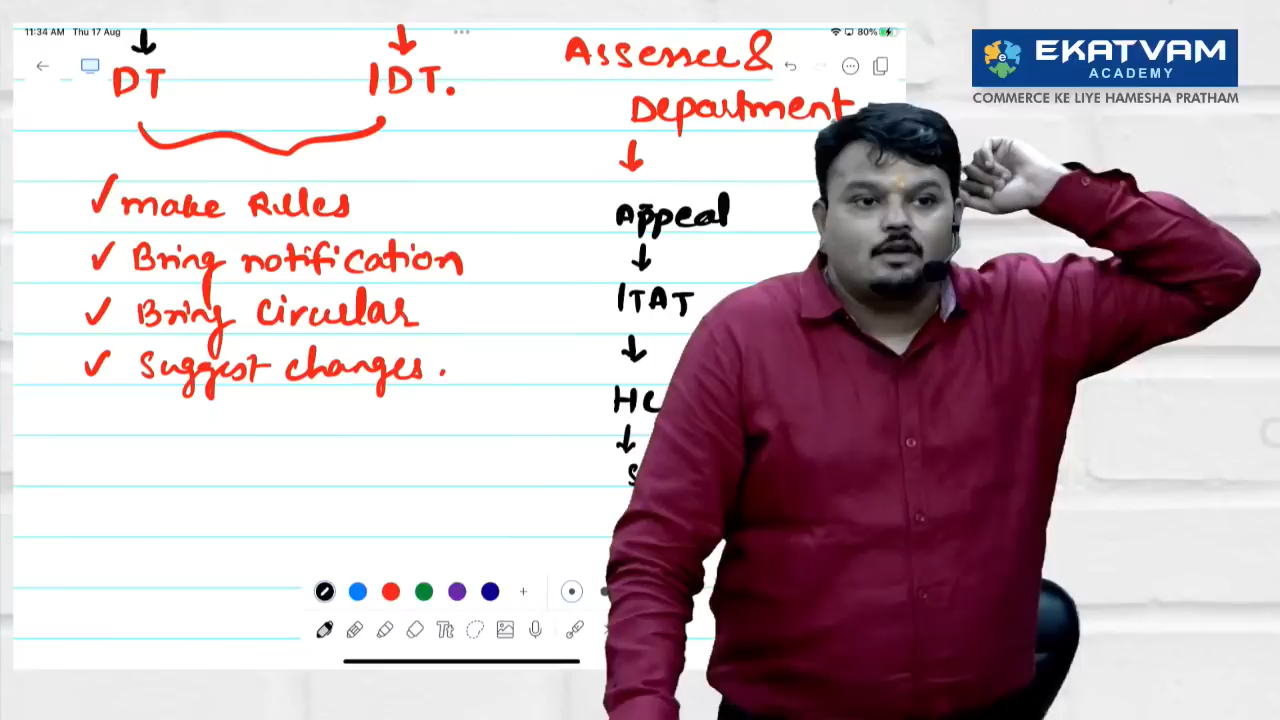 11:34 AM Thu 17 Aug
80%
DT
IDT.
make Rules
Bring notification
Bring Circular
Suggest changes.
Assessee &
Department
Appeal
ITAT
HC
S
Tt
EKATVAM
ACADEMY
COMMERCE KE LIYE HAMESHA PRATHAM